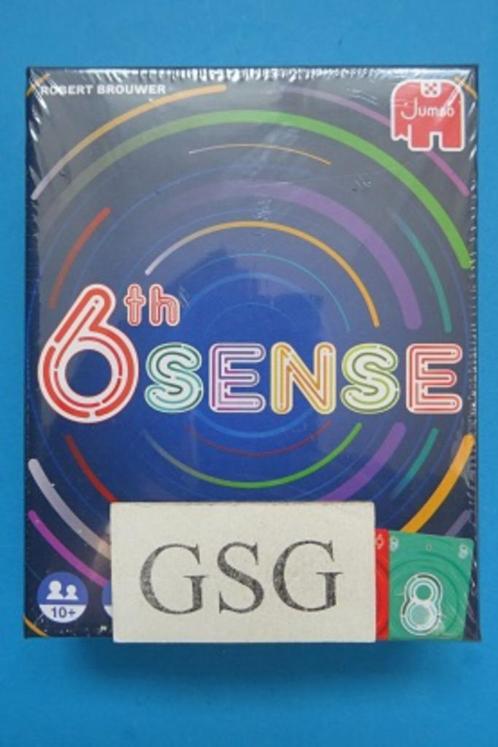 ROBERT BROUWER
Jumbo
6th
SENSE
GSG
10+
8